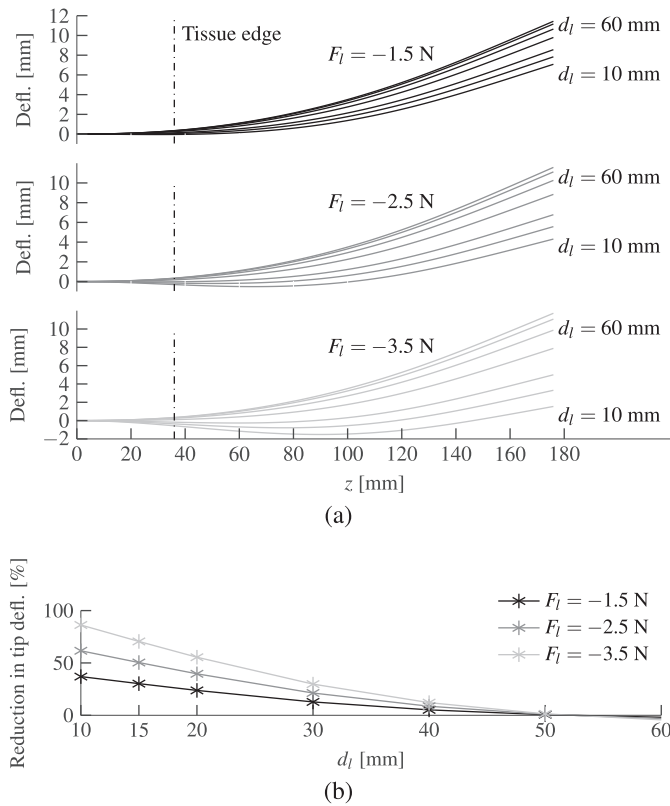 12
10
8
6
4
2
0
Defl. [mm]
Tissue edge
F_l = −1.5 N
d_l = 60 mm
d_l = 10 mm
10
8
6
4
2
0
Defl. [mm]
F_l = −2.5 N
d_l = 60 mm
d_l = 10 mm
10
8
6
4
2
0
−2
Defl. [mm]
F_l = −3.5 N
d_l = 60 mm
d_l = 10 mm
0 20 40 60 80 100 120 140 160 180
z [mm]
(a)
Reduction in tip defl. [%]
100
50
0
F_l = −1.5 N
F_l = −2.5 N
F_l = −3.5 N
10 15 20 30 40 50 60
d_l [mm]
(b)